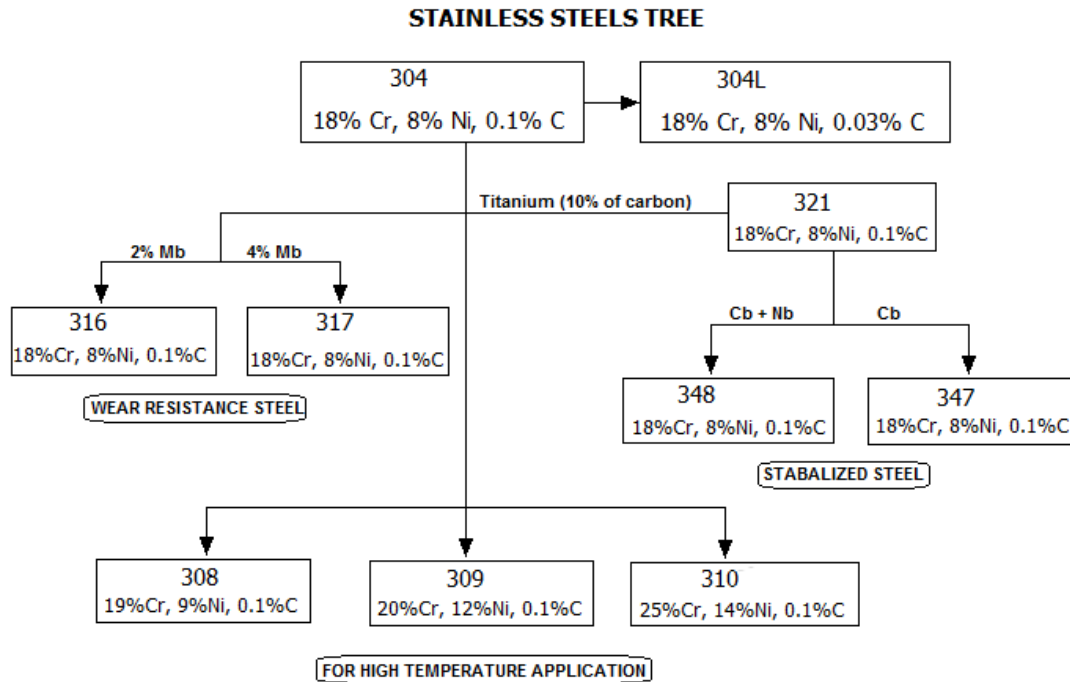 STAINLESS STEELS TREE
304
18% Cr, 8% Ni, 0.1% C
304L
18% Cr, 8% Ni, 0.03% C
Titanium (10% of carbon)
321
18%Cr, 8%Ni, 0.1%C
2% Mb
4% Mb
316
18%Cr, 8%Ni, 0.1%C
317
18%Cr, 8%Ni, 0.1%C
WEAR RESISTANCE STEEL
Cb + Nb
Cb
348
18%Cr, 8%Ni, 0.1%C
347
18%Cr, 8%Ni, 0.1%C
STABALIZED STEEL
308
19%Cr, 9%Ni, 0.1%C
309
20%Cr, 12%Ni, 0.1%C
310
25%Cr, 14%Ni, 0.1%C
FOR HIGH TEMPERATURE APPLICATION